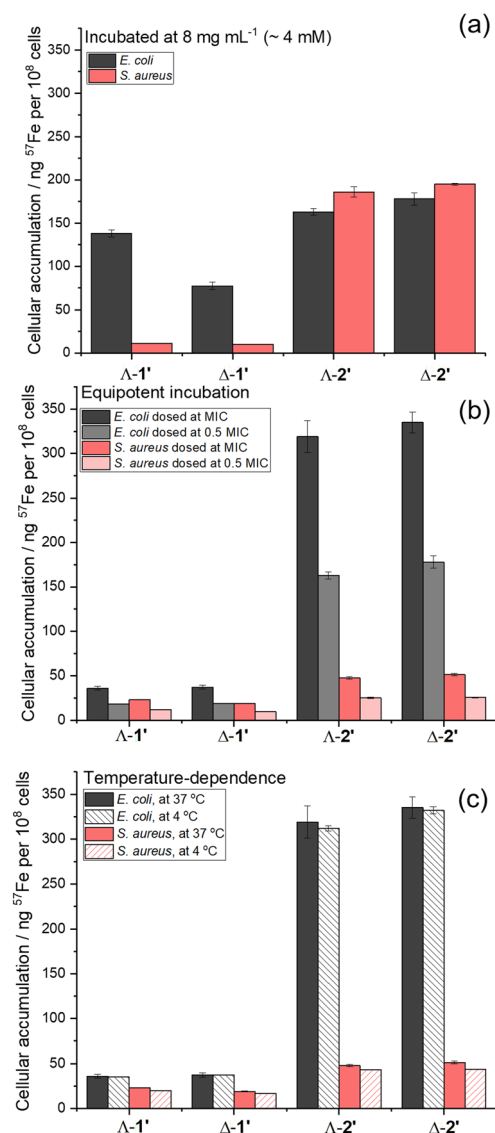 (a)
Incubated at 8 mg mL⁻¹ (~ 4 mM)
E. coli
S. aureus
350
300
250
200
150
100
50
0
Cellular accumulation / ng ⁵⁷Fe per 10⁸ cells
Λ-1' Δ-1' Λ-2' Δ-2'
(b)
Equipotent incubation
E. coli dosed at MIC
E. coli dosed at 0.5 MIC
S. aureus dosed at MIC
S. aureus dosed at 0.5 MIC
350
300
250
200
150
100
50
0
Cellular accumulation / ng ⁵⁷Fe per 10⁸ cells
Λ-1' Δ-1' Λ-2' Δ-2'
(c)
Temperature-dependence
E. coli, at 37 ºC
E. coli, at 4 ºC
S. aureus, at 37 ºC
S. aureus, at 4 ºC
350
300
250
200
150
100
50
0
Cellular accumulation / ng ⁵⁷Fe per 10⁸ cells
Λ-1' Δ-1' Λ-2' Δ-2'